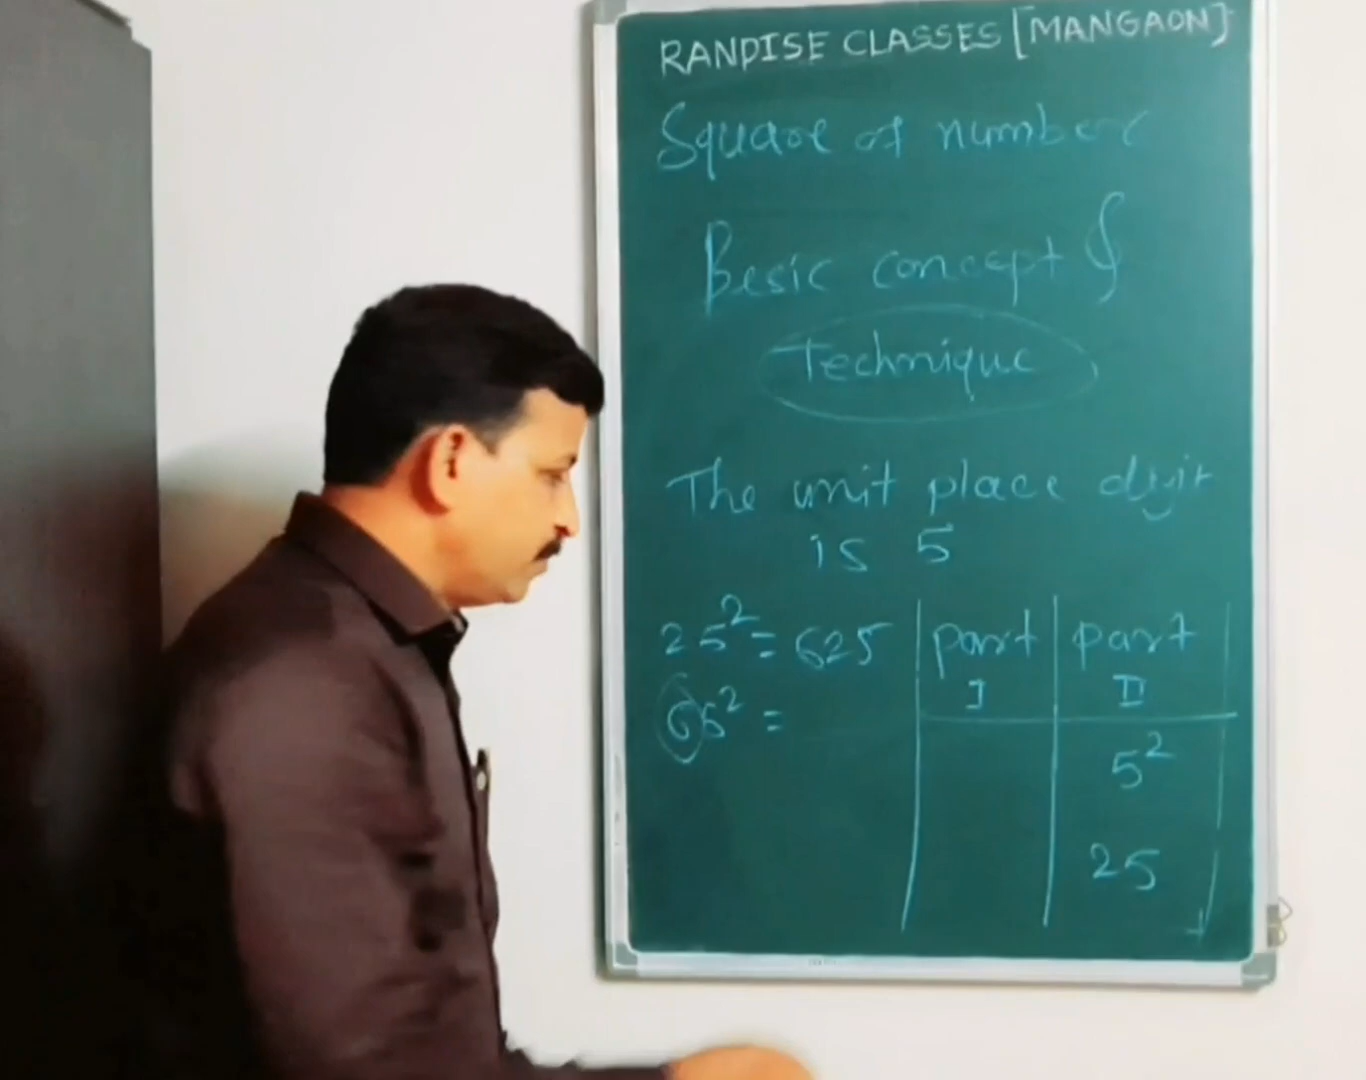 RANDISE CLASSES [MANGAON]
Square of number
Besic concept &
Technique
The unit place digit
is 5
25² = 625
65² =
part I
part II
5²
25